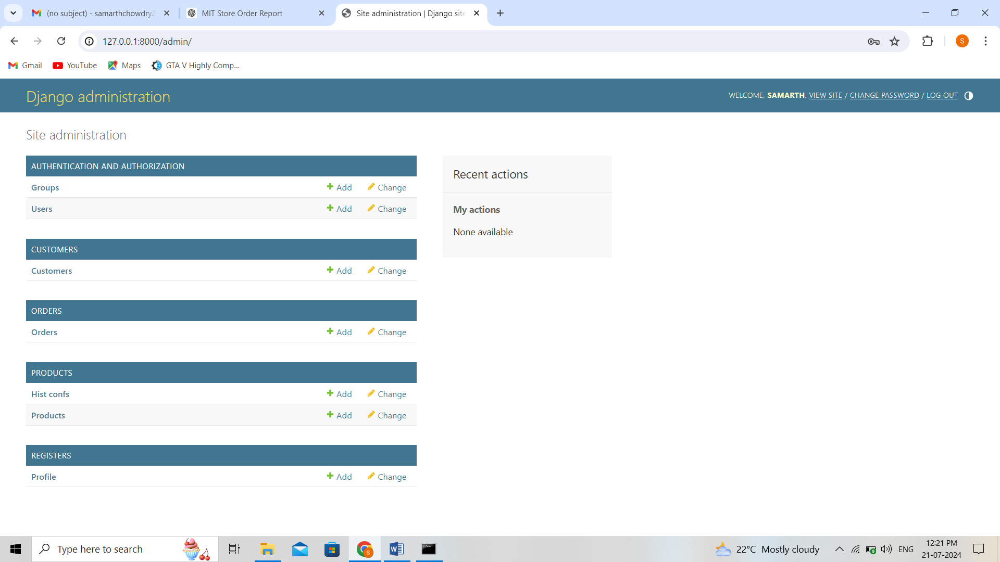 (no subject) - samarthchowdry2
MIT Store Order Report
Site administration | Django site
127.0.0.1:8000/admin/
S
Gmail
YouTube
Maps
GTA V Highly Comp...
Django administration
WELCOME, SAMARTH. VIEW SITE / CHANGE PASSWORD / LOG OUT
Site administration
AUTHENTICATION AND AUTHORIZATION
Groups Add Change
Users Add Change
CUSTOMERS
Customers Add Change
ORDERS
Orders Add Change
PRODUCTS
Hist confs Add Change
Products Add Change
REGISTERS
Profile Add Change
Recent actions
My actions
None available
Type here to search
S
W
22°C Mostly cloudy
ENG
12:21 PM
21-07-2024